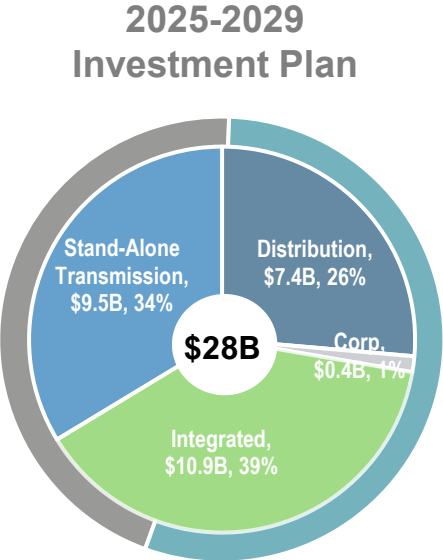 2025-2029
Investment Plan
Stand-Alone
Transmission,
$9.5B, 34%
Distribution,
$7.4B, 26%
$28B
Corp,
$0.4B, 1%
Integrated,
$10.9B, 39%